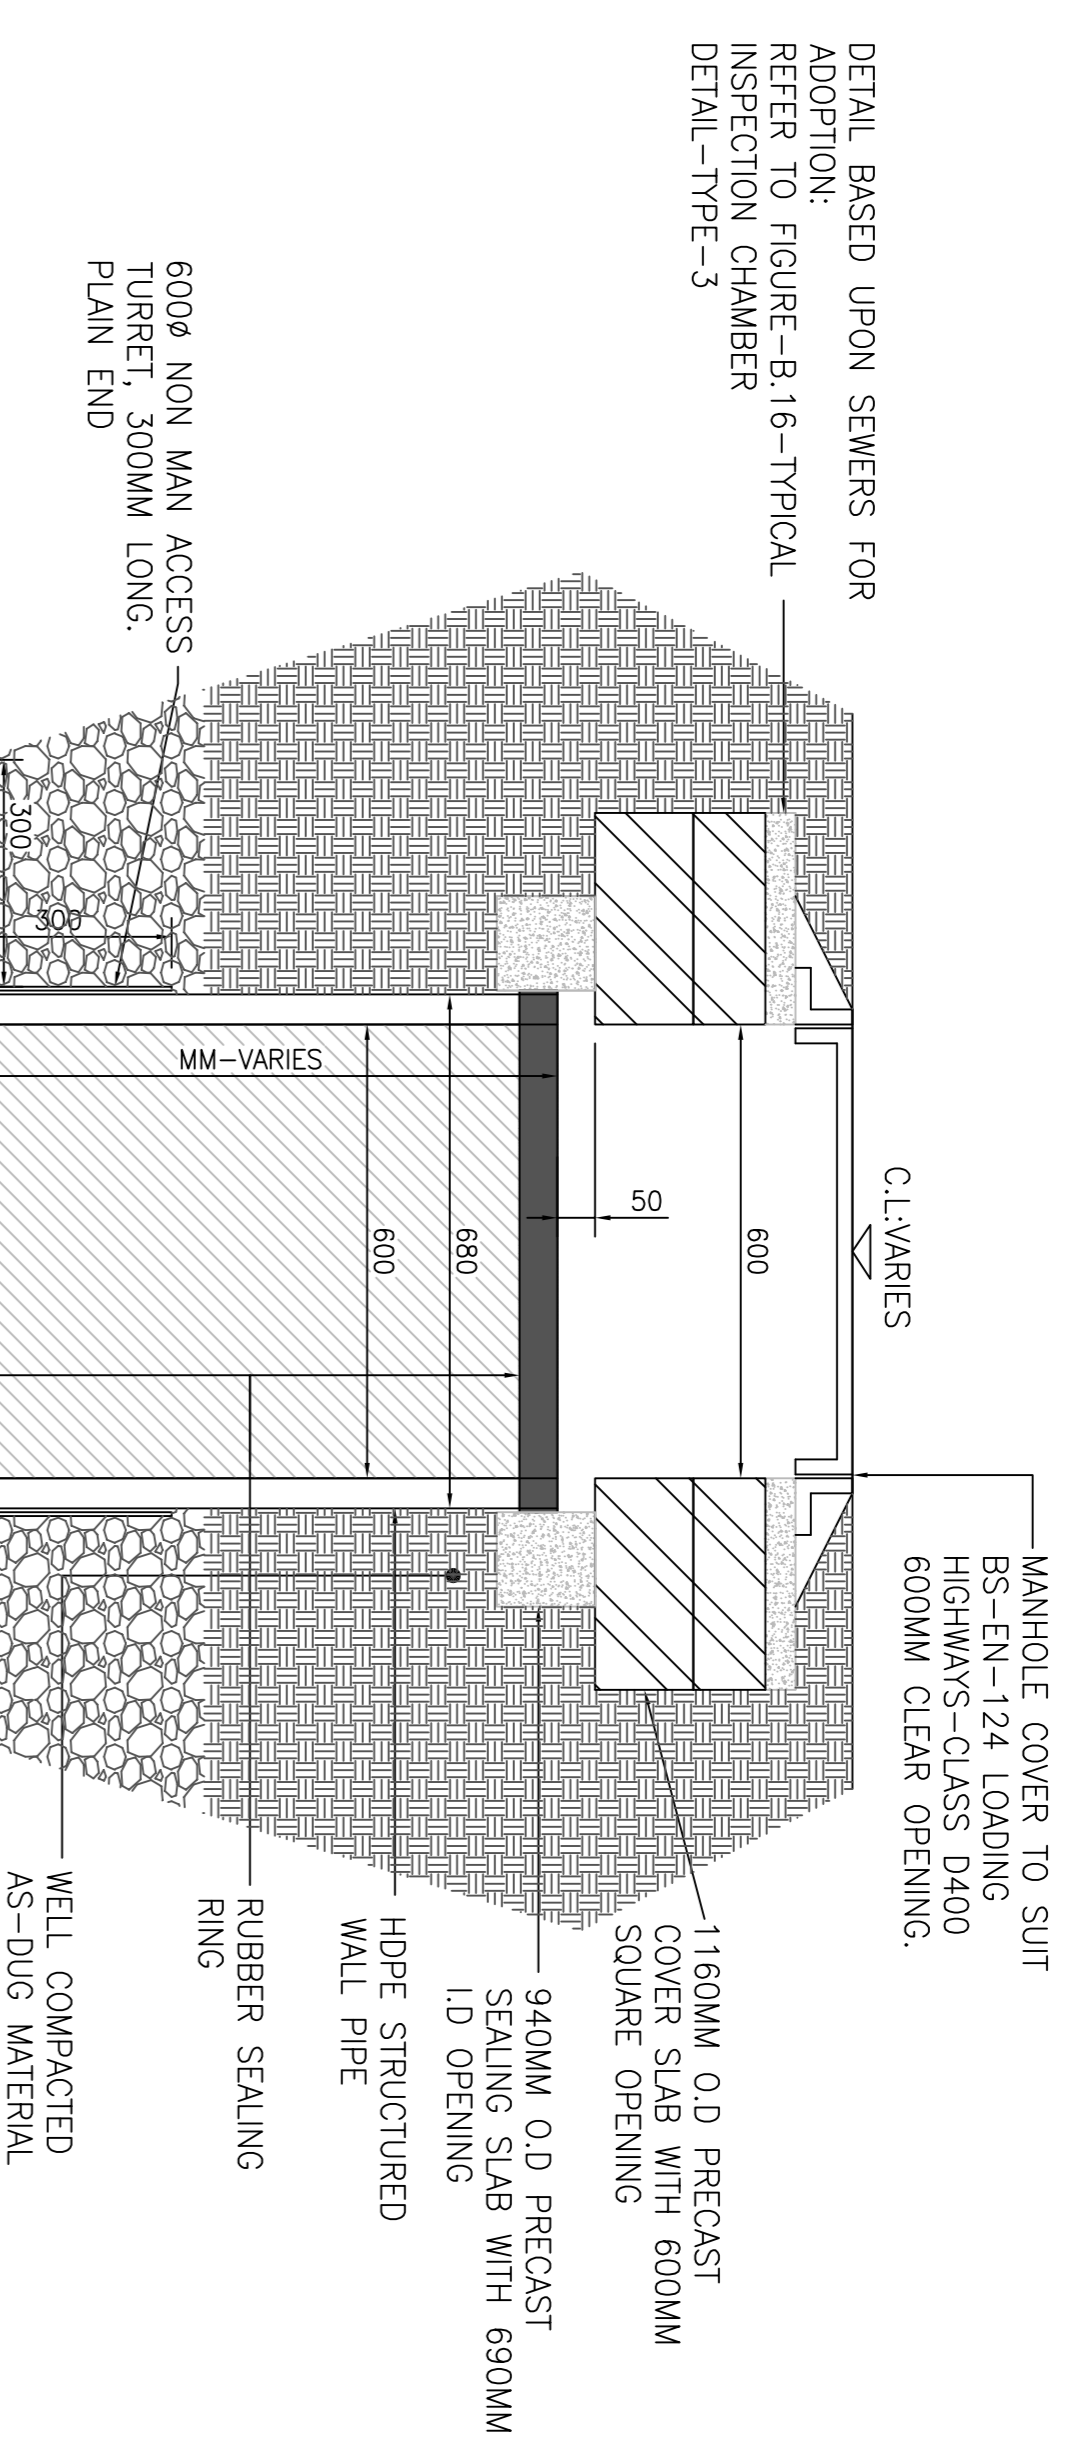 DETAIL BASED UPON SEWERS FOR
ADOPTION:
REFER TO FIGURE-B.16-TYPICAL
INSPECTION CHAMBER
DETAIL-TYPE-3
C.L:VARIES
MANHOLE COVER TO SUIT
BS-EN-124 LOADING
HIGHWAYS-CLASS D400
600MM CLEAR OPENING.
600
50
1160MM O.D PRECAST
COVER SLAB WITH 600MM
SQUARE OPENING
940MM O.D PRECAST
SEALING SLAB WITH 690MM
I.D OPENING
680
600
HDPE STRUCTURED
WALL PIPE
MM-VARIES
RUBBER SEALING
RING
600Ø NON MAN ACCESS
TURRET, 300MM LONG.
PLAIN END
300
300
WELL COMPACTED
AS-DUG MATERIAL